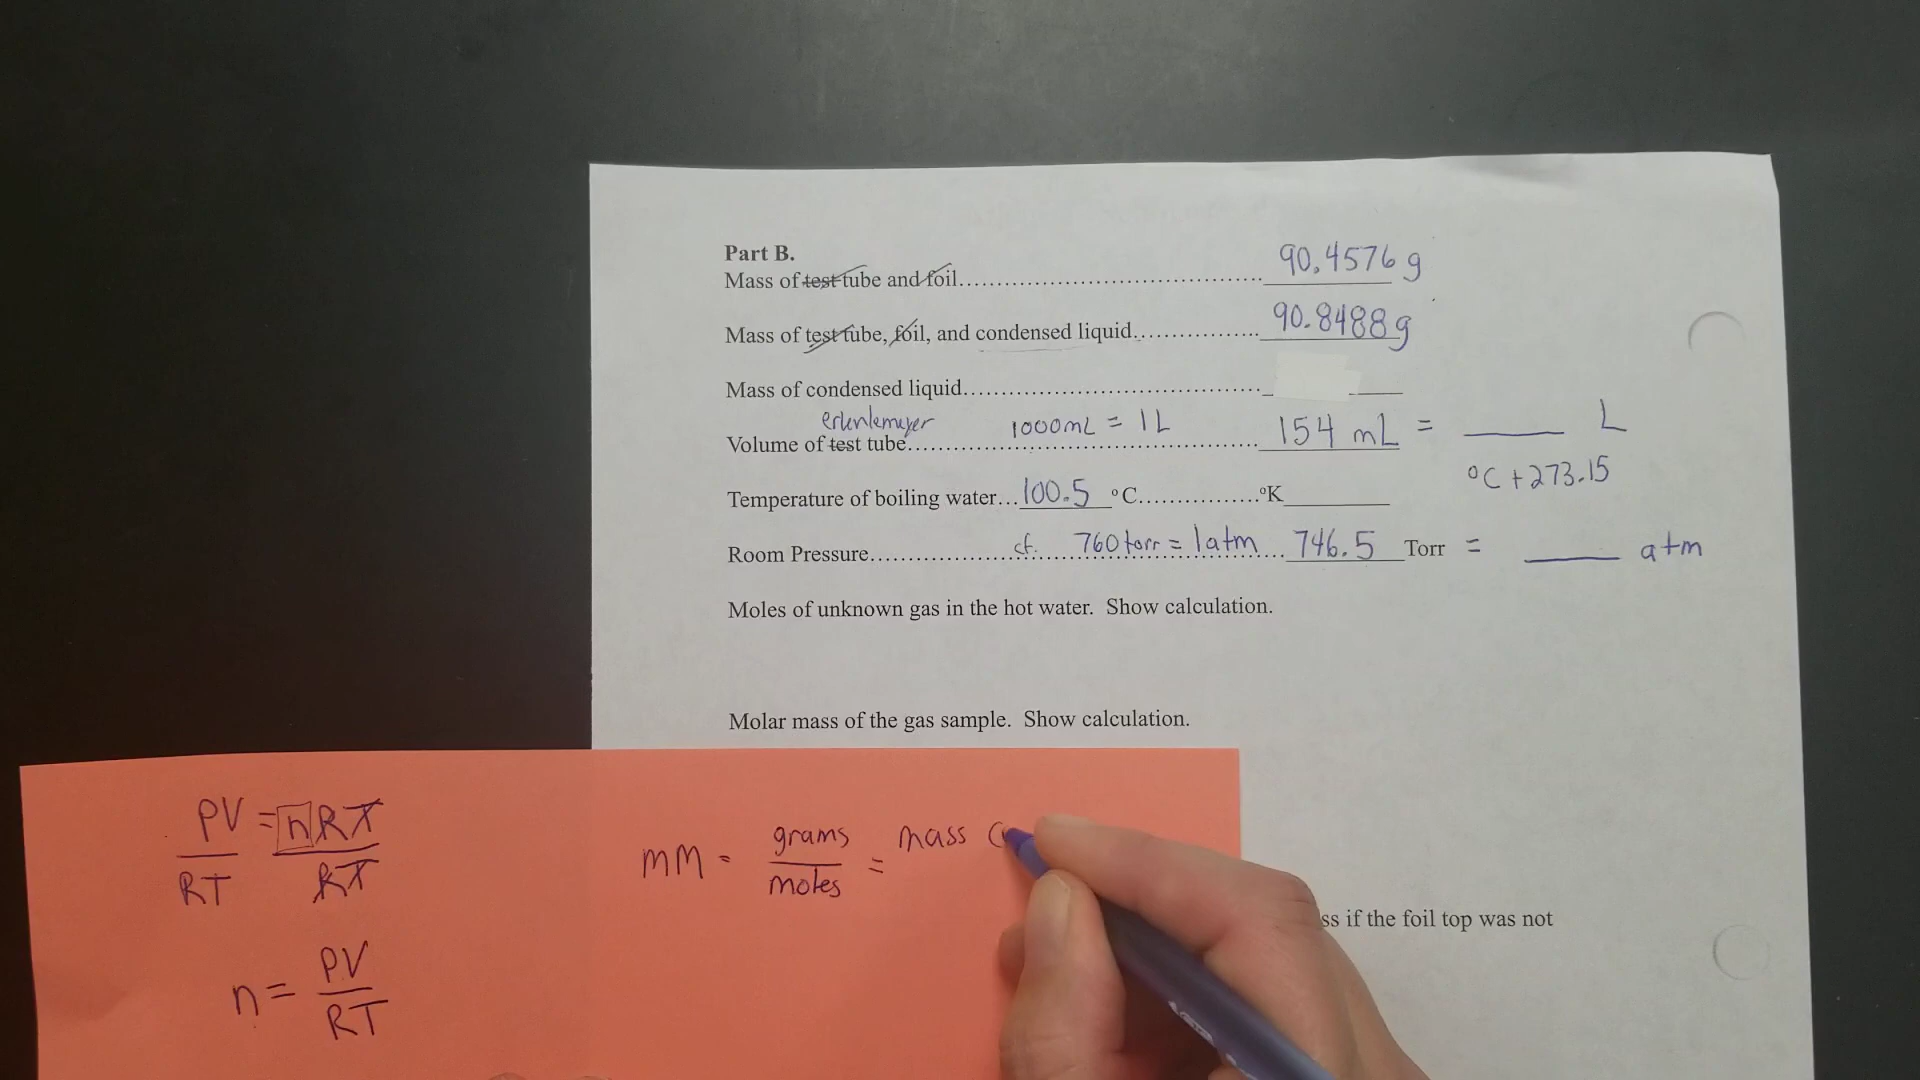 Part B.
Mass of test tube and foil........................................ 90.4576 g
Mass of test tube, foil, and condensed liquid................. 90.8488 g
Mass of condensed liquid........................................
erlenlemeyer 1000mL = 1L
Volume of test tube............................................... 154 mL = ____ L
°C + 273.15
Temperature of boiling water...100.5 °C.................°K
Room Pressure.................. cf. 760 torr = 1 atm ... 746.5 Torr = ____ atm
Moles of unknown gas in the hot water. Show calculation.
Molar mass of the gas sample. Show calculation.
PV = nRT
RT RT
n = PV
RT
MM = grams = mass
moles
ss if the foil top was not